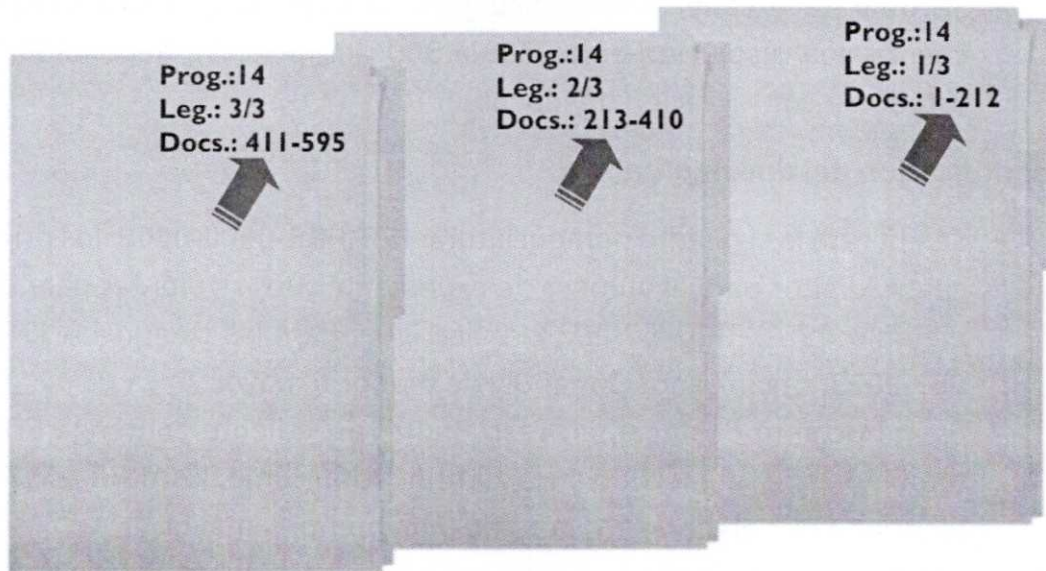 Prog.:14
Leg.: 3/3
Docs.: 411-595
Prog.:14
Leg.: 2/3
Docs.: 213-410
Prog.:14
Leg.: 1/3
Docs.: 1-212